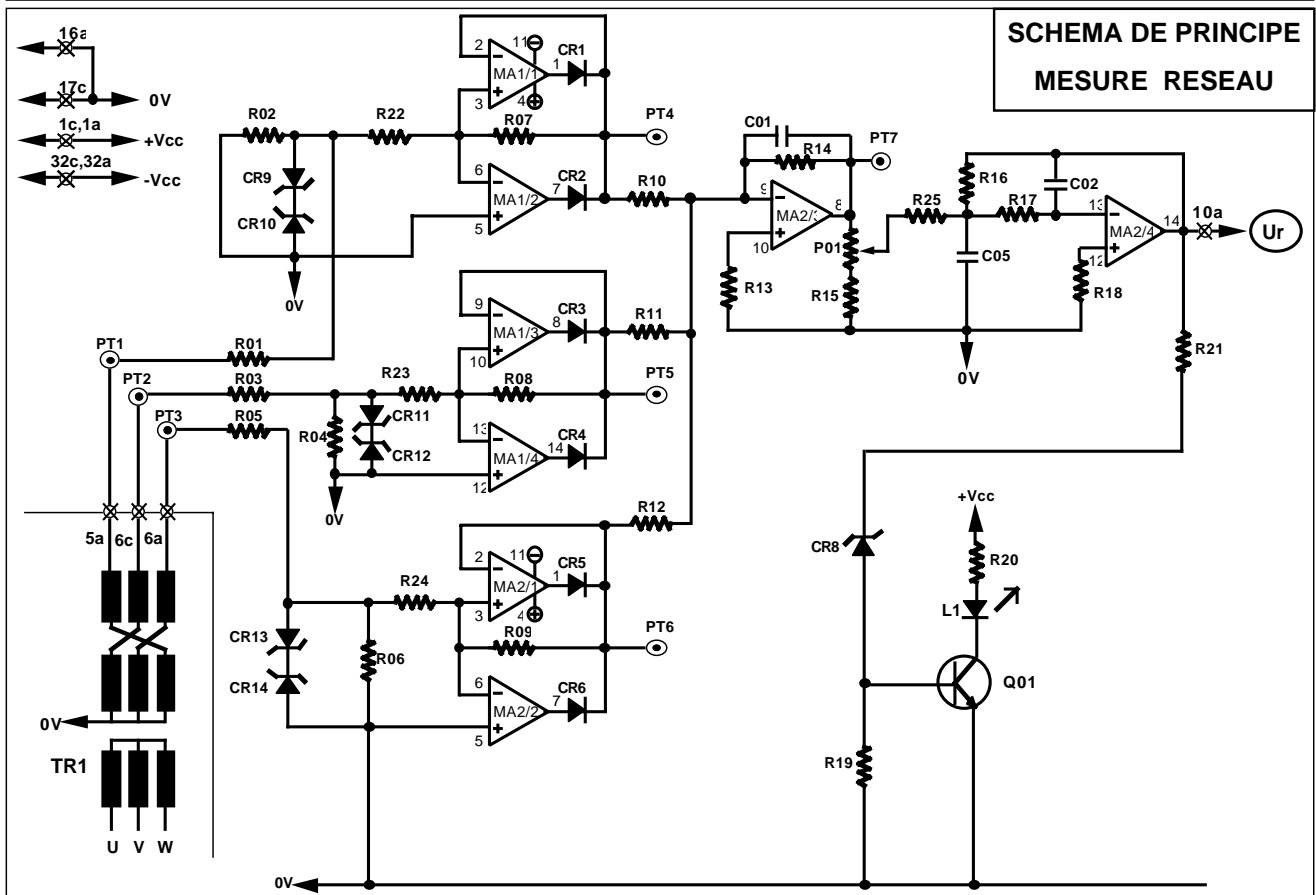 SCHEMA DE PRINCIPE
MESURE RESEAU
16a
17c
0V
1c,1a
+Vcc
32c,32a
-Vcc
R02
R22
CR9
CR10
0V
2
11
MA1/1
1
CR1
3
4
R07
PT4
6
MA1/2
7
CR2
5
R10
C01
R14
PT7
9
MA2/3
8
10
P01
R13
R15
R25
R16
R17
C02
C05
13
MA2/4
14
12
R18
10a
Ur
0V
R21
PT1
R01
PT2
R03
PT3
R05
R04
CR11
CR12
0V
R23
9
MA1/3
8
CR3
10
R08
R11
PT5
13
MA1/4
14
CR4
12
R12
5a
6c
6a
R24
2
11
MA2/1
1
CR5
3
4
R09
PT6
6
MA2/2
7
CR6
5
CR13
CR14
R06
0V
TR1
U V W
CR8
+Vcc
R20
L1
Q01
R19
0V